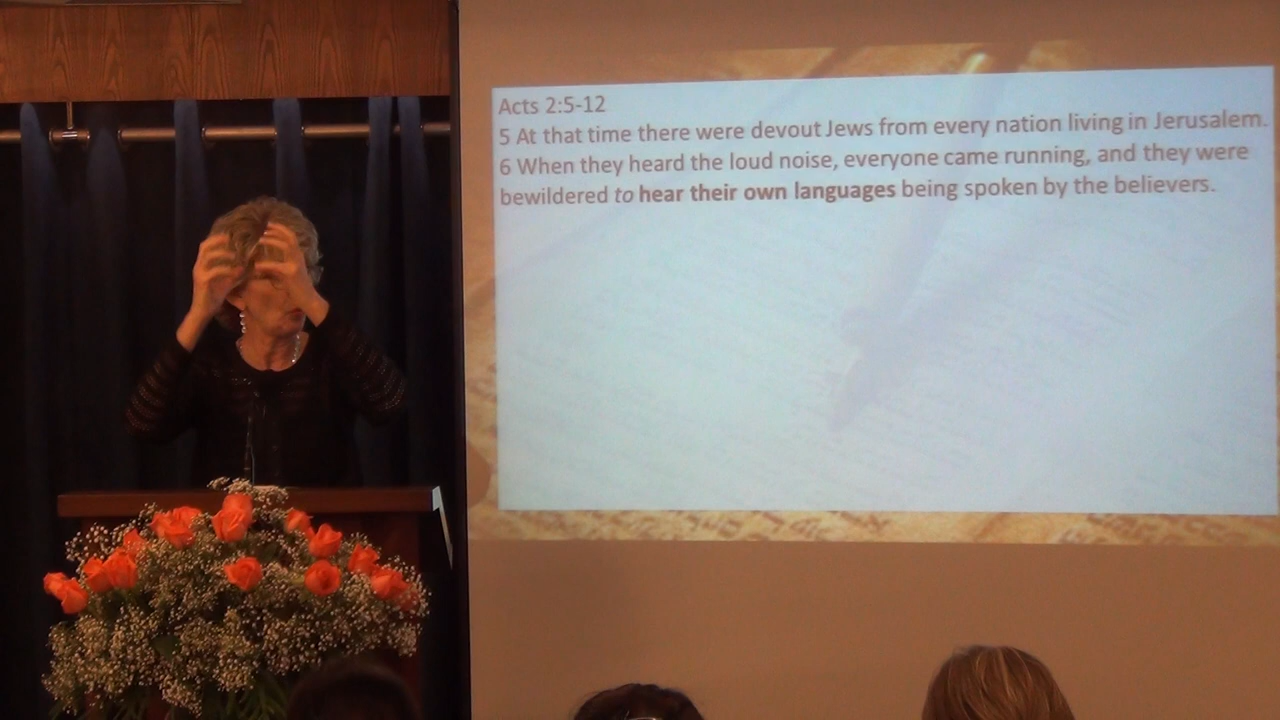 Acts 2:5-12
5 At that time there were devout Jews from every nation living in Jerusalem.
6 When they heard the loud noise, everyone came running, and they were
bewildered to hear their own languages being spoken by the believers.